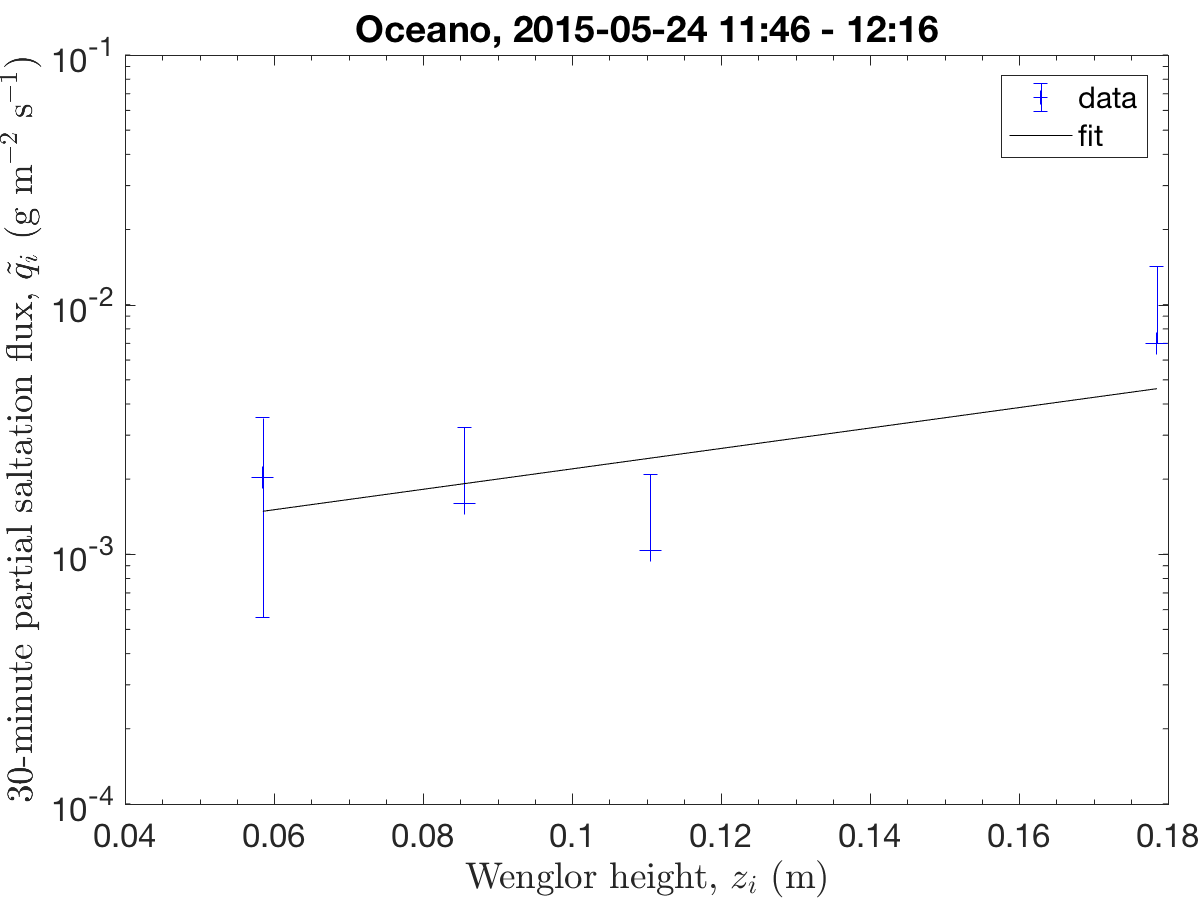 Oceano, 2015-05-24 11:46 - 12:16
30-minute partial saltation flux, q̃ᵢ (g m⁻² s⁻¹)
10⁻¹
10⁻²
10⁻³
10⁻⁴
data
fit
0.04 0.06 0.08 0.1 0.12 0.14 0.16 0.18
Wenglor height, zᵢ (m)